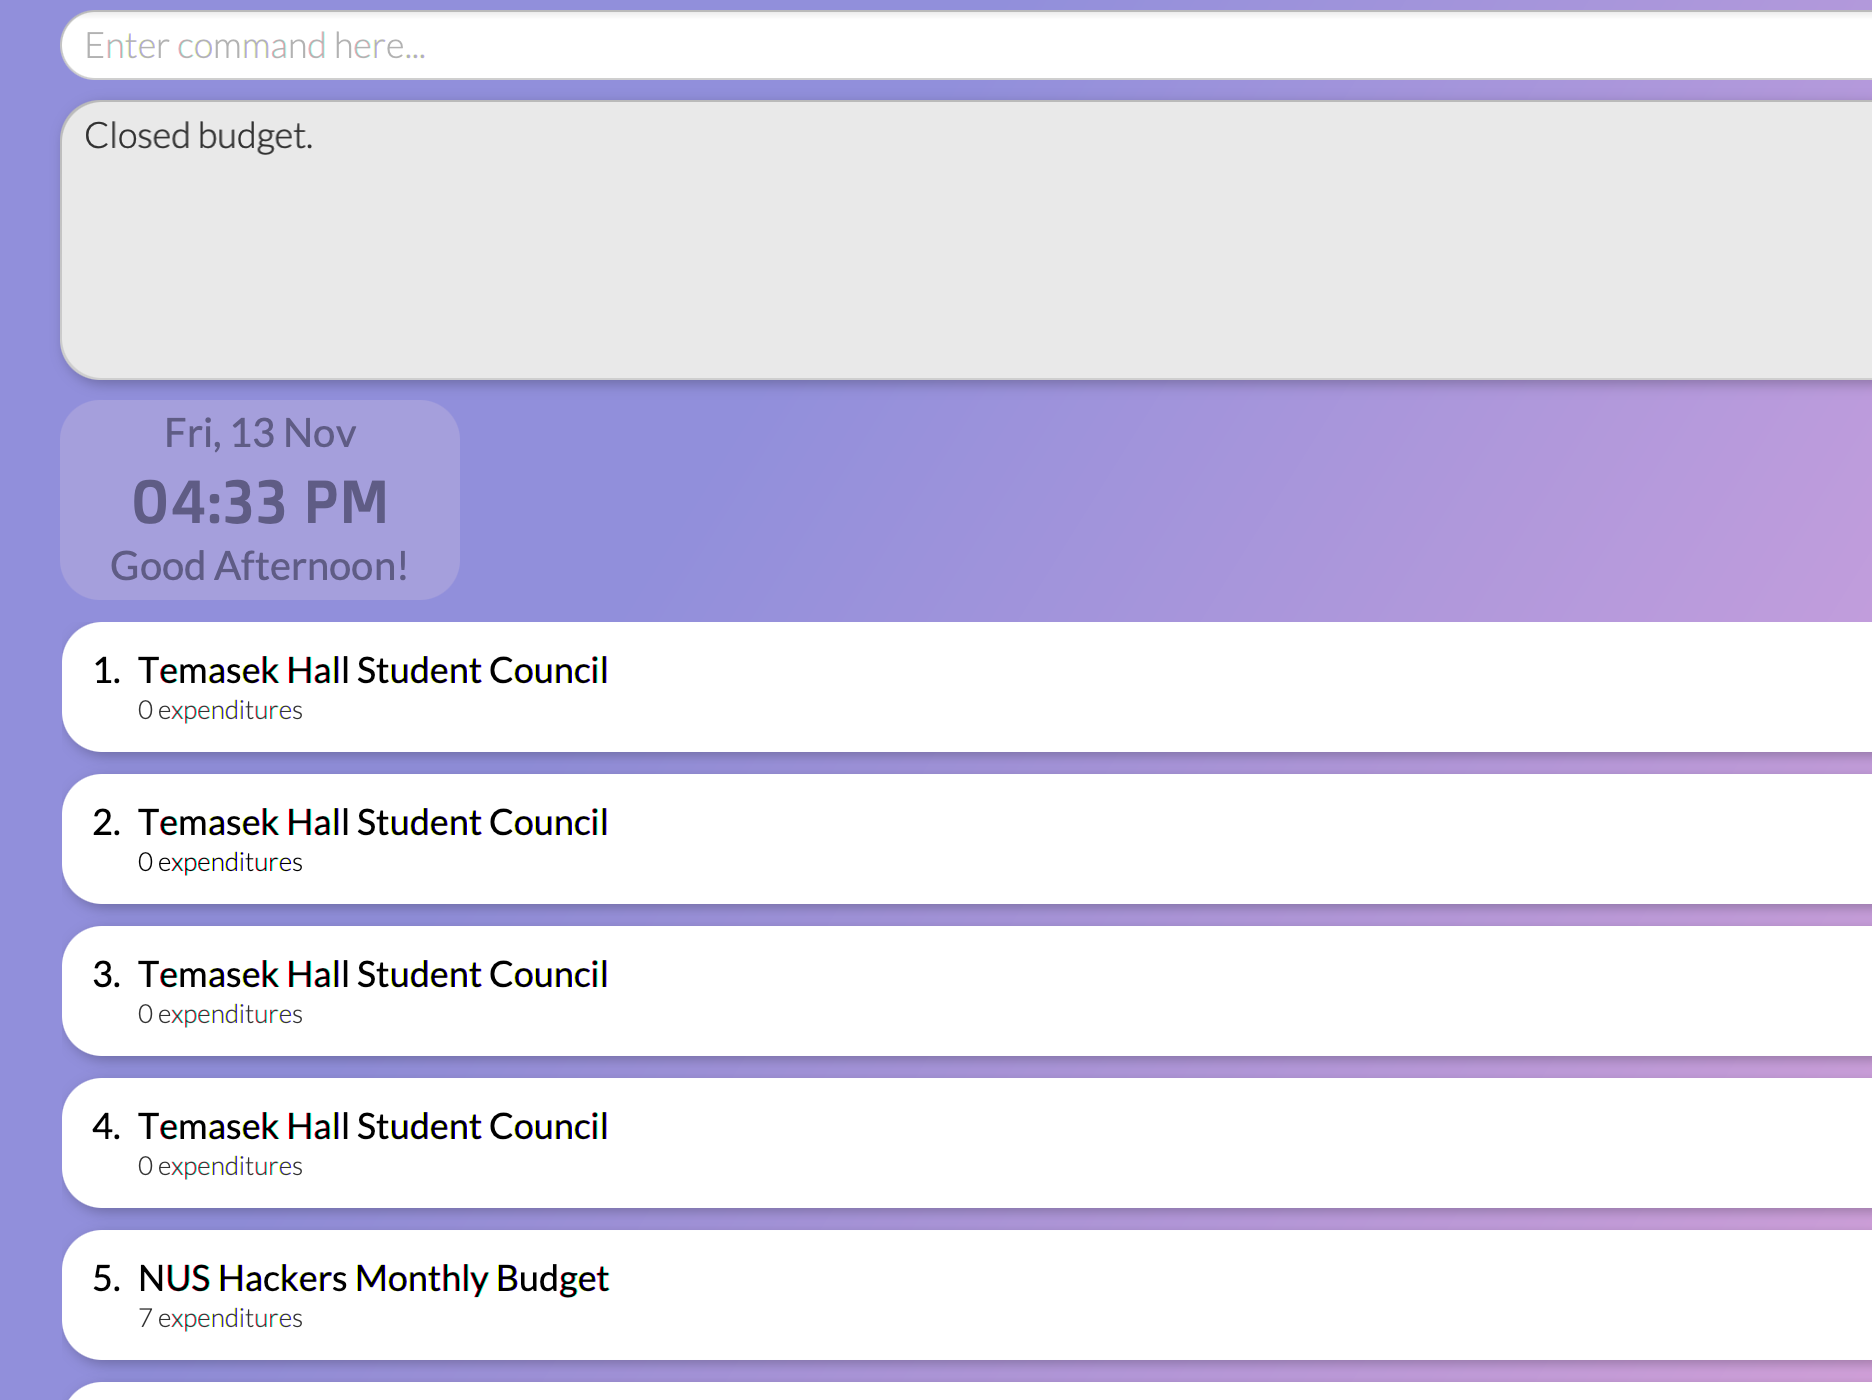 Enter command here...
Closed budget.
Fri, 13 Nov
04:33 PM
Good Afternoon!
1. Temasek Hall Student Council
0 expenditures
2. Temasek Hall Student Council
0 expenditures
3. Temasek Hall Student Council
0 expenditures
4. Temasek Hall Student Council
0 expenditures
5. NUS Hackers Monthly Budget
7 expenditures